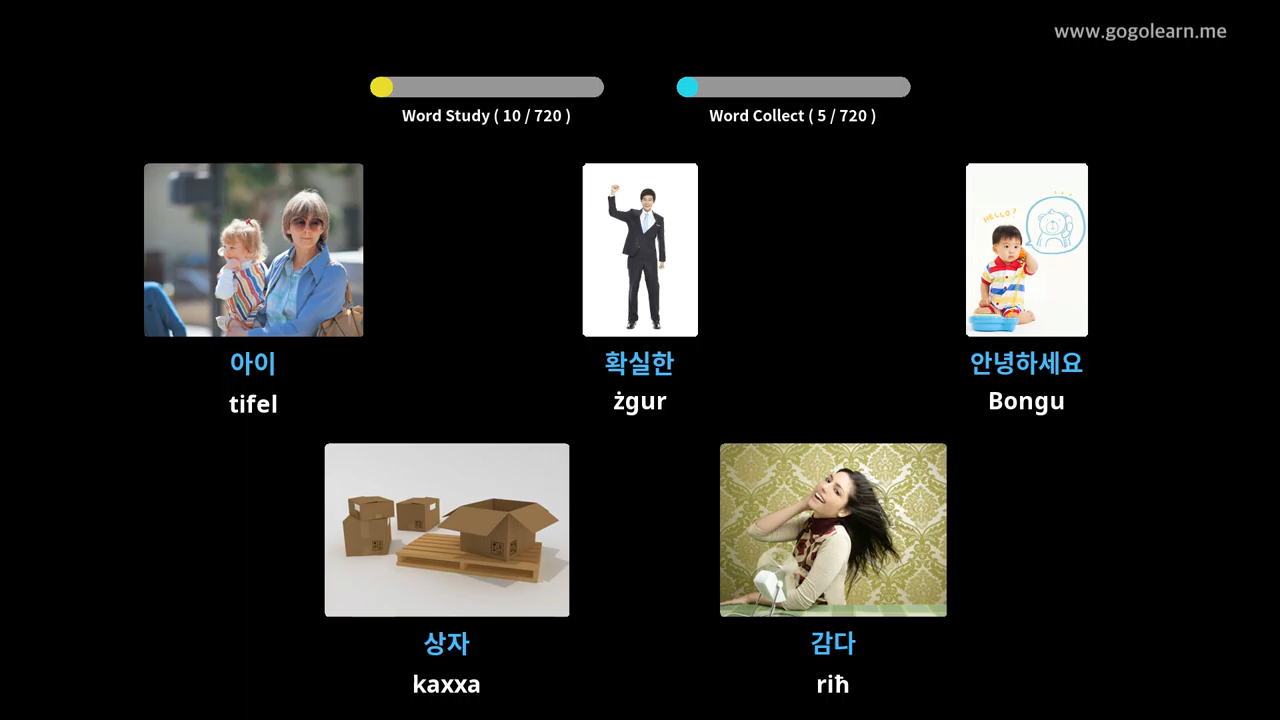 www.gogolearn.me
Word Study ( 10 / 720 )
Word Collect ( 5 / 720 )
HELLO?
아이
확실한
안녕하세요
tifel
żgur
Bongu
상자
감다
kaxxa
riħ